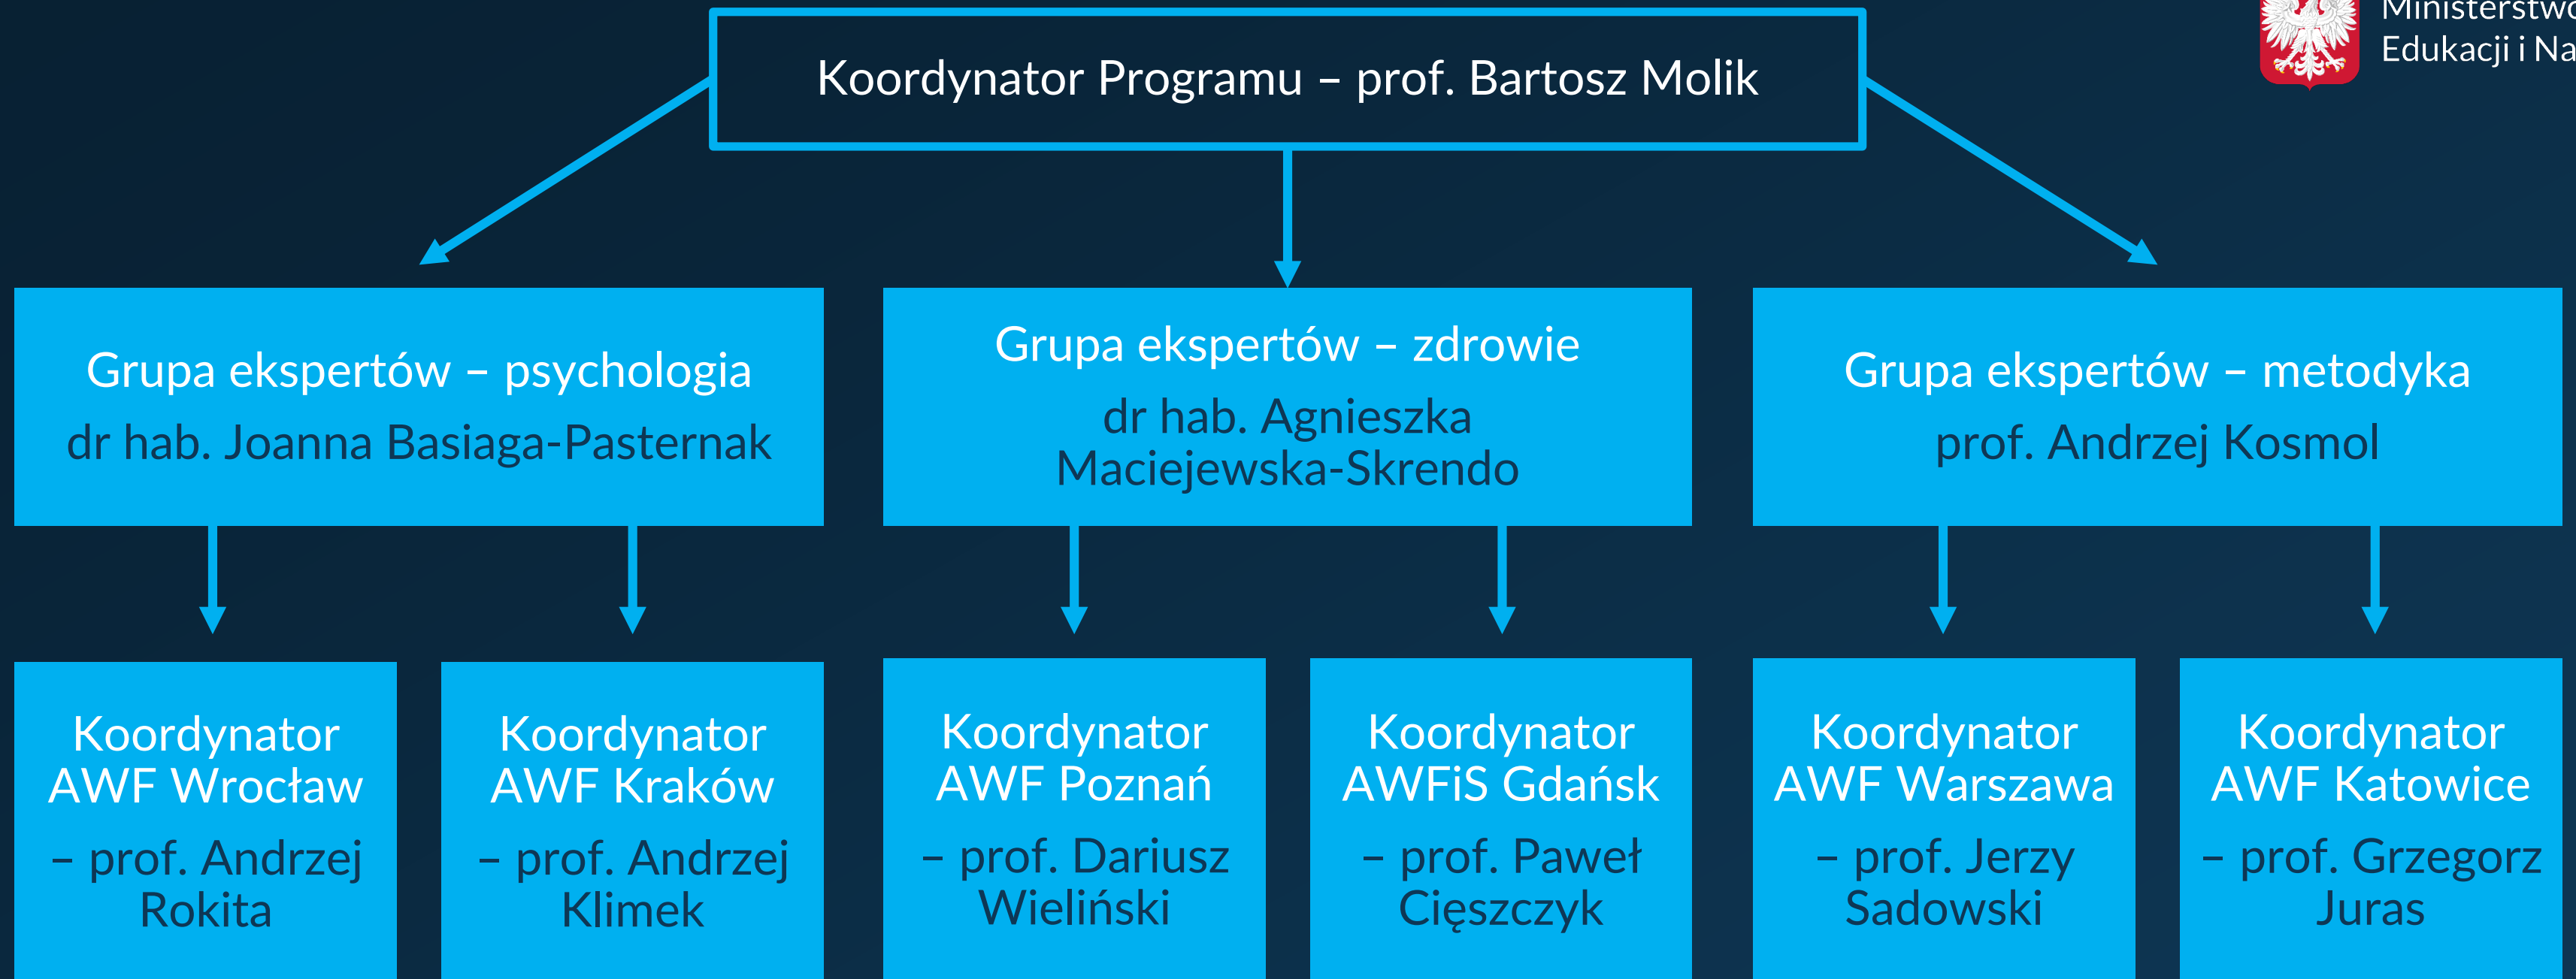 Ministerstwo
Edukacji i
Koordynator Programu – prof. Bartosz Molik
Grupa ekspertów – psychologia
dr hab. Joanna Basiaga-Pasternak
Grupa ekspertów – zdrowie
dr hab. Agnieszka
Maciejewska-Skrendo
Grupa ekspertów – metodyka
prof. Andrzej Kosmol
Koordynator
AWF Wrocław
– prof. Andrzej
Rokita
Koordynator
AWF Kraków
– prof. Andrzej
Klimek
Koordynator
AWF Poznań
– prof. Dariusz
Wieliński
Koordynator
AWFiS Gdańsk
– prof. Paweł
Cięszczyk
Koordynator
AWF Warszawa
– prof. Jerzy
Sadowski
Koordynator
AWF Katowice
– prof. Grzegorz
Juras